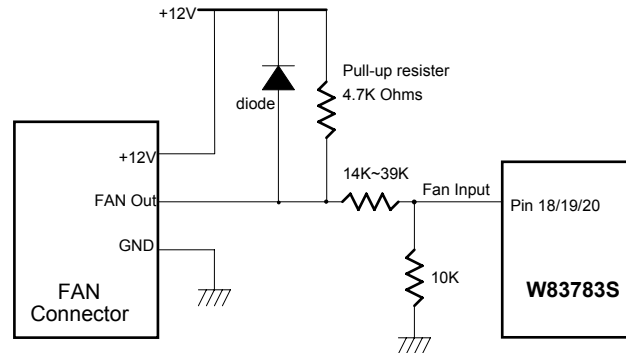 +12V
Pull-up resister
4.7K Ohms
diode
+12V
14K~39K
FAN Out
Fan Input
Pin 18/19/20
GND
10K
W83783S
FAN
Connector